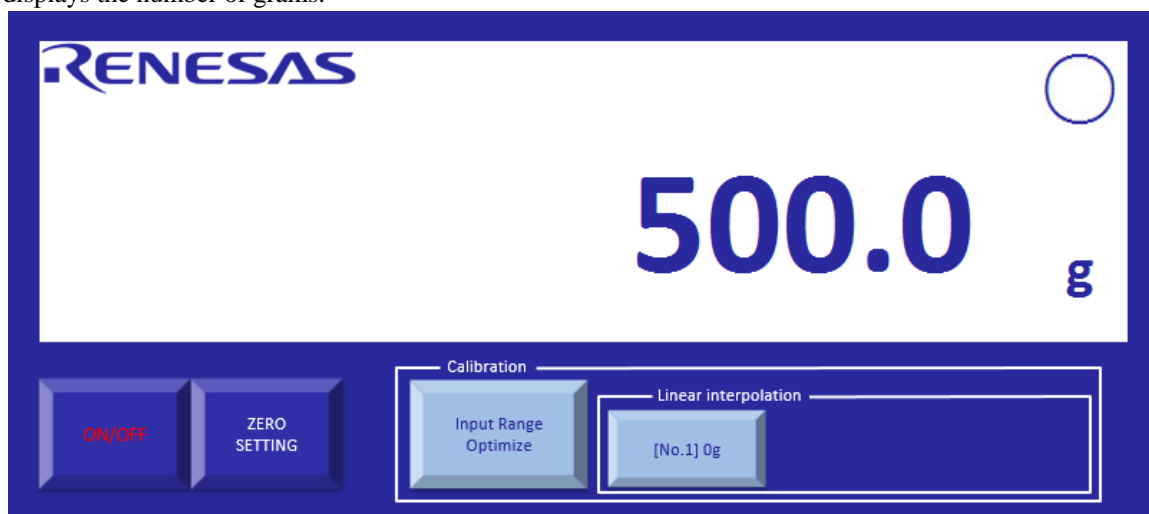 displays the number of grams.
RENESAS
500.0
g
Calibration
Linear interpolation
ON/OFF
ZERO
SETTING
Input Range
Optimize
[No.1] 0g